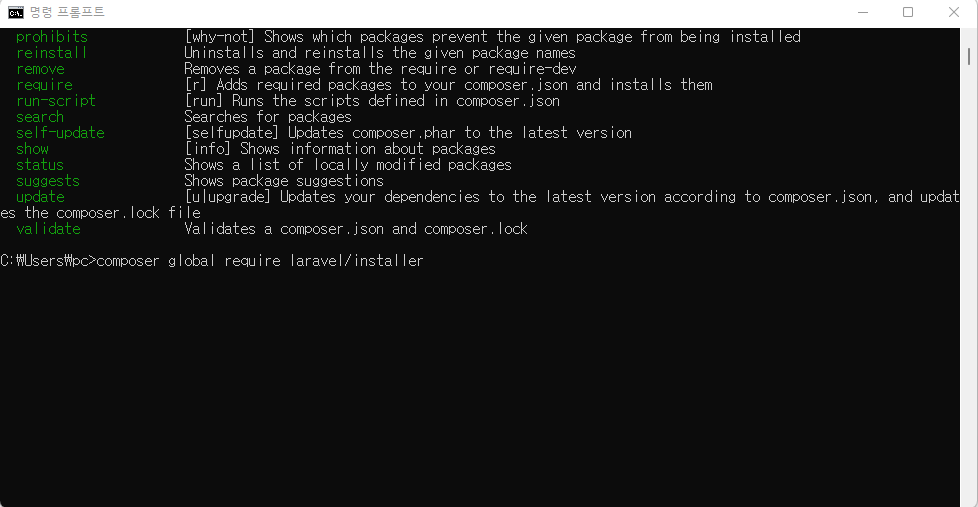 명령 프롬프트
prohibits [why-not] Shows which packages prevent the given package from being installed
reinstall Uninstalls and reinstalls the given package names
remove Removes a package from the require or require-dev
require [r] Adds required packages to your composer.json and installs them
run-script [run] Runs the scripts defined in composer.json
search Searches for packages
self-update [selfupdate] Updates composer.phar to the latest version
show [info] Shows information about packages
status Shows a list of locally modified packages
suggests Shows package suggestions
update [u|upgrade] Updates your dependencies to the latest version according to composer.json, and updat
es the composer.lock file
validate Validates a composer.json and composer.lock
C:₩Users₩pc>composer global require laravel/installer